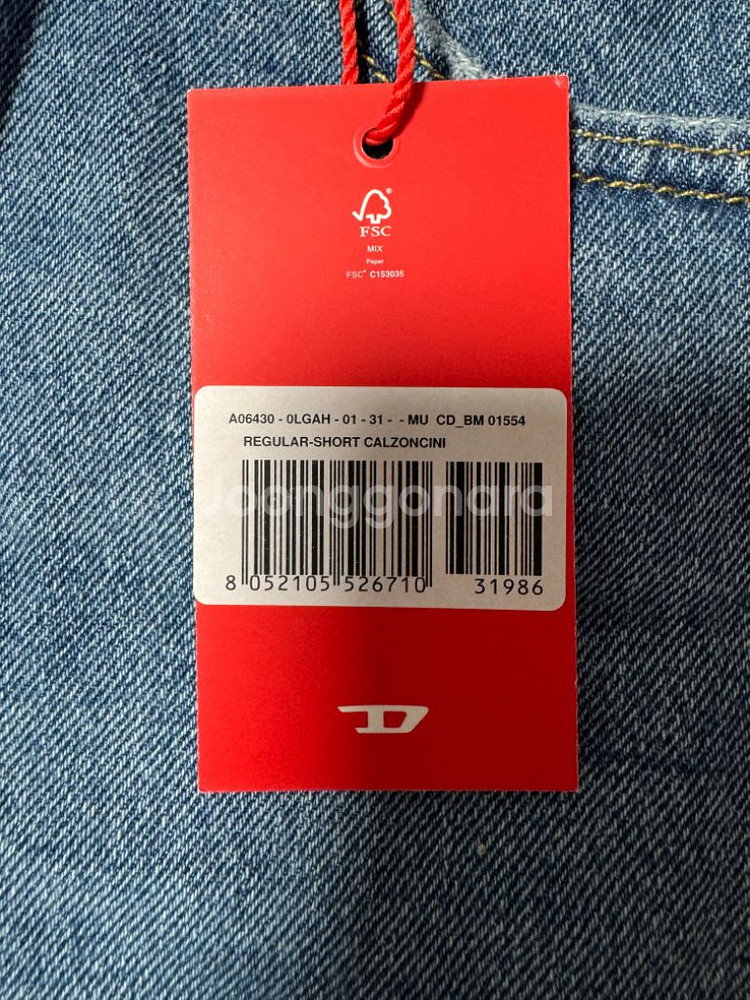 FSC®
MIX
Paper
FSC® C153035
A06430 - 0LGAH - 01 - 31 - - MU CD_BM 01554
REGULAR-SHORT CALZONCINI
Joonggonara
8 052105 526710 31986
D